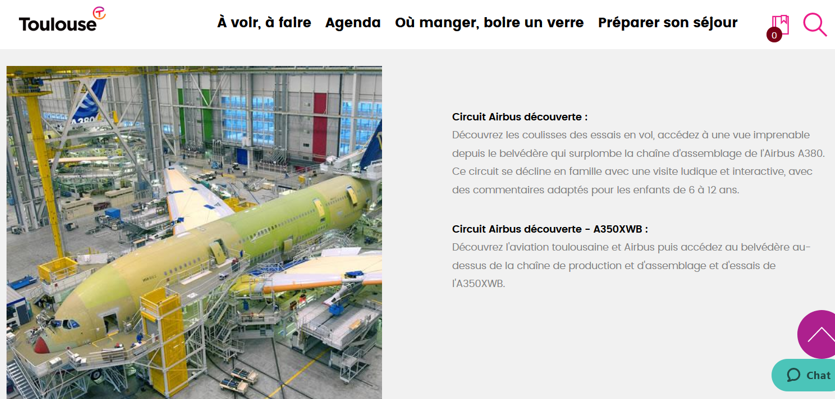 Toulouse
À voir, à faire Agenda Où manger, boire un verre Préparer son séjour
0
Circuit Airbus découverte :
Découvrez les coulisses des essais en vol, accédez à une vue imprenable
depuis le belvédère qui surplombe la chaîne d'assemblage de l'Airbus A380.
Ce circuit se décline en famille avec une visite ludique et interactive, avec
des commentaires adaptés pour les enfants de 6 à 12 ans.
Circuit Airbus découverte - A350XWB :
Découvrez l'aviation toulousaine et Airbus puis accédez au belvédère au-
dessus de la chaîne de production et d'assemblage et d'essais de
l'A350XWB.
Chat